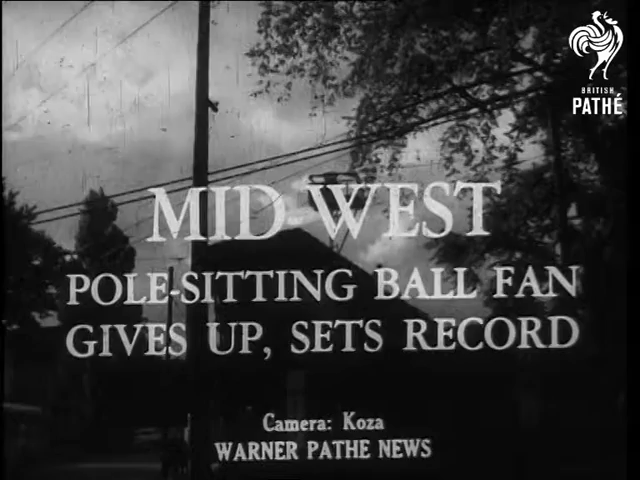 BRITISH
PATHÉ
MID WEST
POLE-SITTING BALL FAN
GIVES UP, SETS RECORD
Camera: Koza
WARNER PATHE NEWS